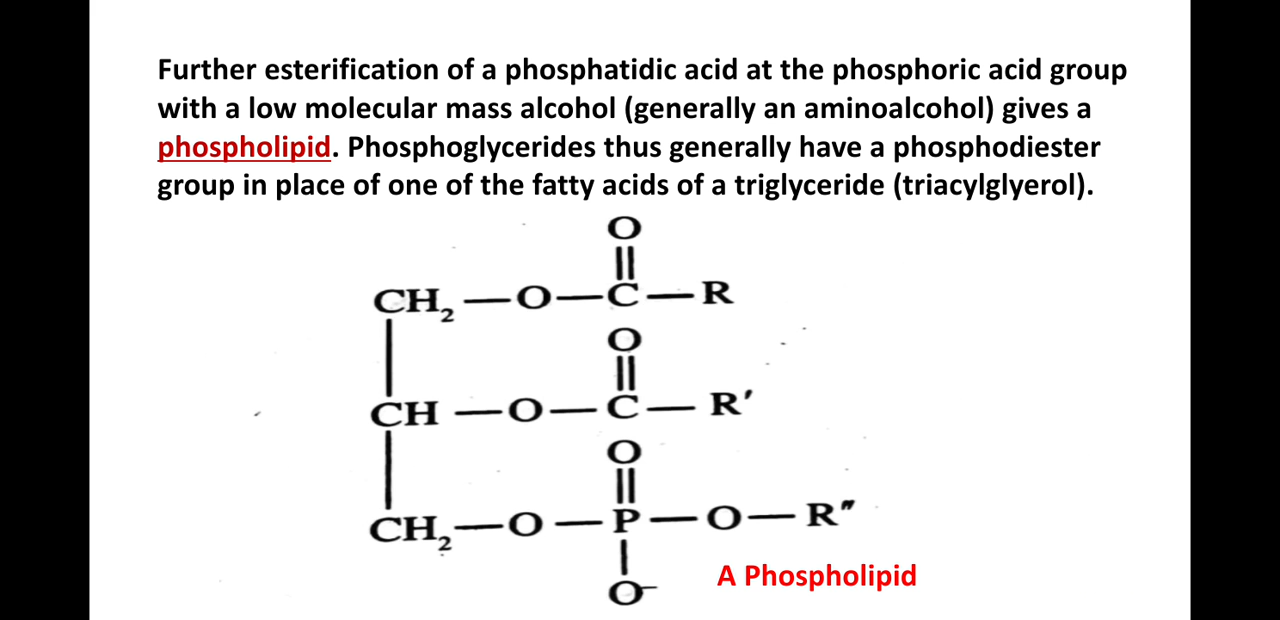 Further esterification of a phosphatidic acid at the phosphoric acid group
with a low molecular mass alcohol (generally an aminoalcohol) gives a
phospholipid. Phosphoglycerides thus generally have a phosphodiester
group in place of one of the fatty acids of a triglyceride (triacylglyerol).
O
||
CH₂—O—C—R
O
||
CH—O—C—R′
O
||
CH₂—O—P—O—R″
|
O⁻
A Phospholipid